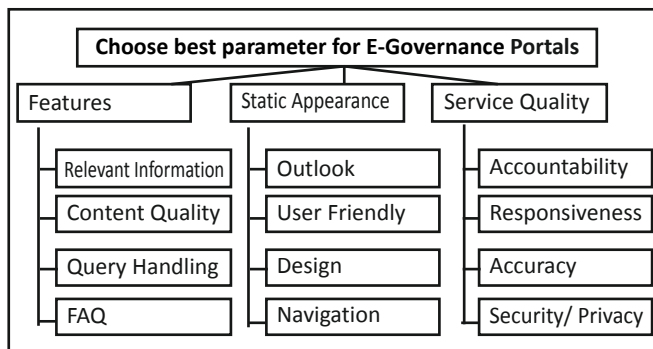 Choose best parameter for E-Governance Portals
Features
Static Appearance
Service Quality
Relevant Information
Outlook
Accountability
Content Quality
User Friendly
Responsiveness
Query Handling
Design
Accuracy
FAQ
Navigation
Security/ Privacy